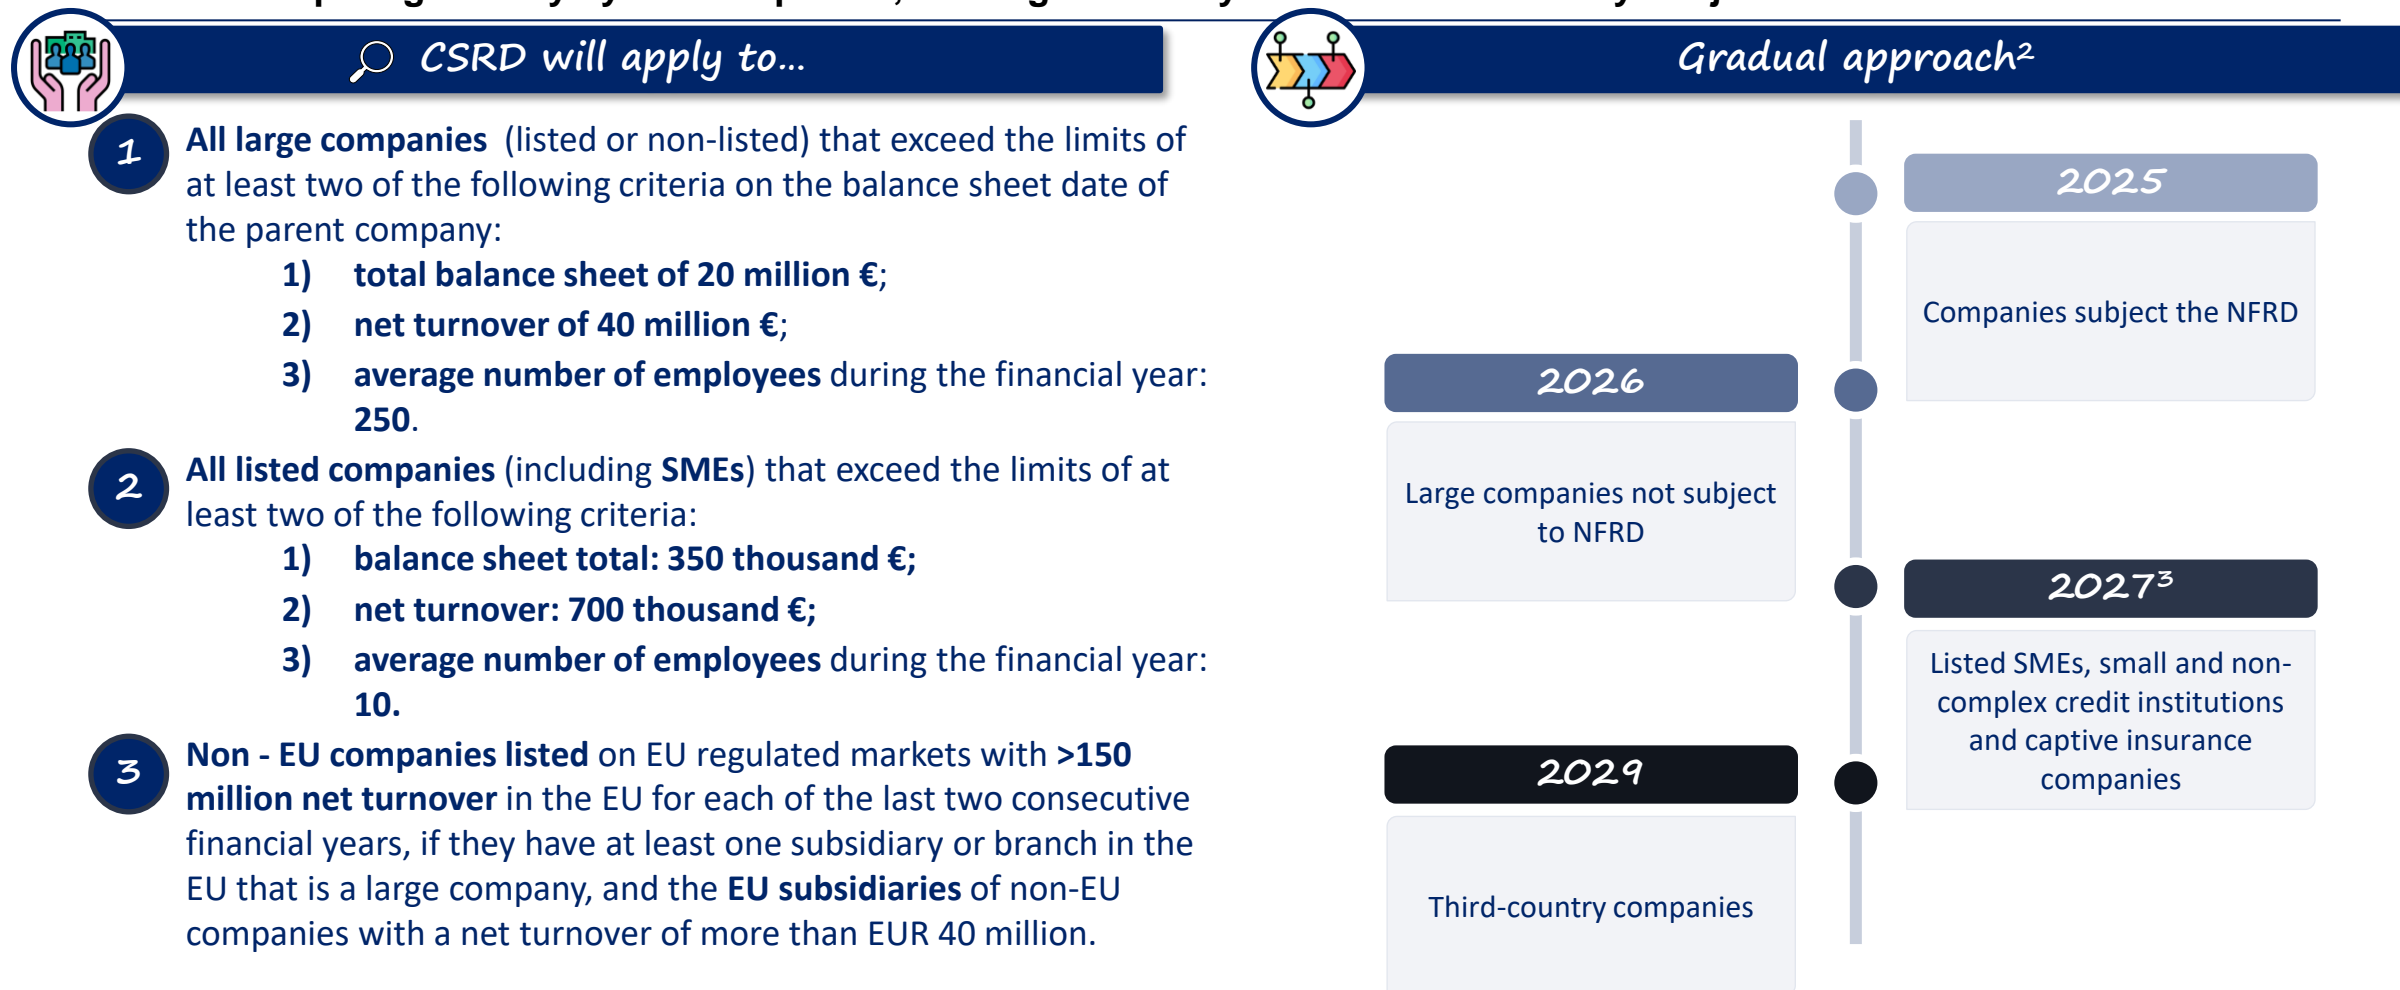 CSRD will apply to...
1
All large companies (listed or non-listed) that exceed the limits of
at least two of the following criteria on the balance sheet date of
the parent company:
1) total balance sheet of 20 million €;
2) net turnover of 40 million €;
3) average number of employees during the financial year:
250.
2
All listed companies (including SMEs) that exceed the limits of at
least two of the following criteria:
1) balance sheet total: 350 thousand €;
2) net turnover: 700 thousand €;
3) average number of employees during the financial year:
10.
3
Non - EU companies listed on EU regulated markets with >150
million net turnover in the EU for each of the last two consecutive
financial years, if they have at least one subsidiary or branch in the
EU that is a large company, and the EU subsidiaries of non-EU
companies with a net turnover of more than EUR 40 million.
Gradual approach²
2025
Companies subject the NFRD
2026
Large companies not subject
to NFRD
2027³
Listed SMEs, small and non-
complex credit institutions
and captive insurance
companies
2029
Third-country companies